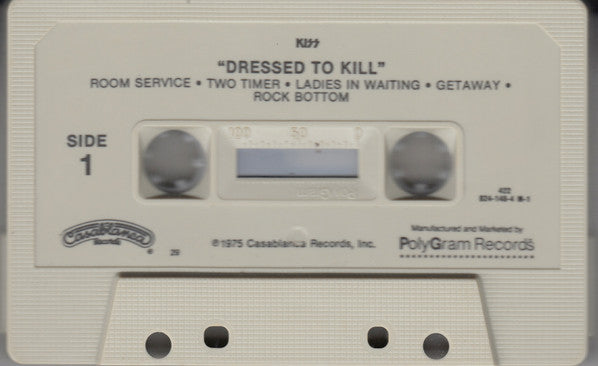 KISS
"DRESSED TO KILL"
ROOM SERVICE • TWO TIMER • LADIES IN WAITING • GETAWAY •
ROCK BOTTOM
SIDE
1
100 50 0
PolyGram
422
824-148-4 M-1
Casablanca
Records
®
29
℗1975 Casablanca Records, Inc.
Manufactured and Marketed by
PolyGram Records